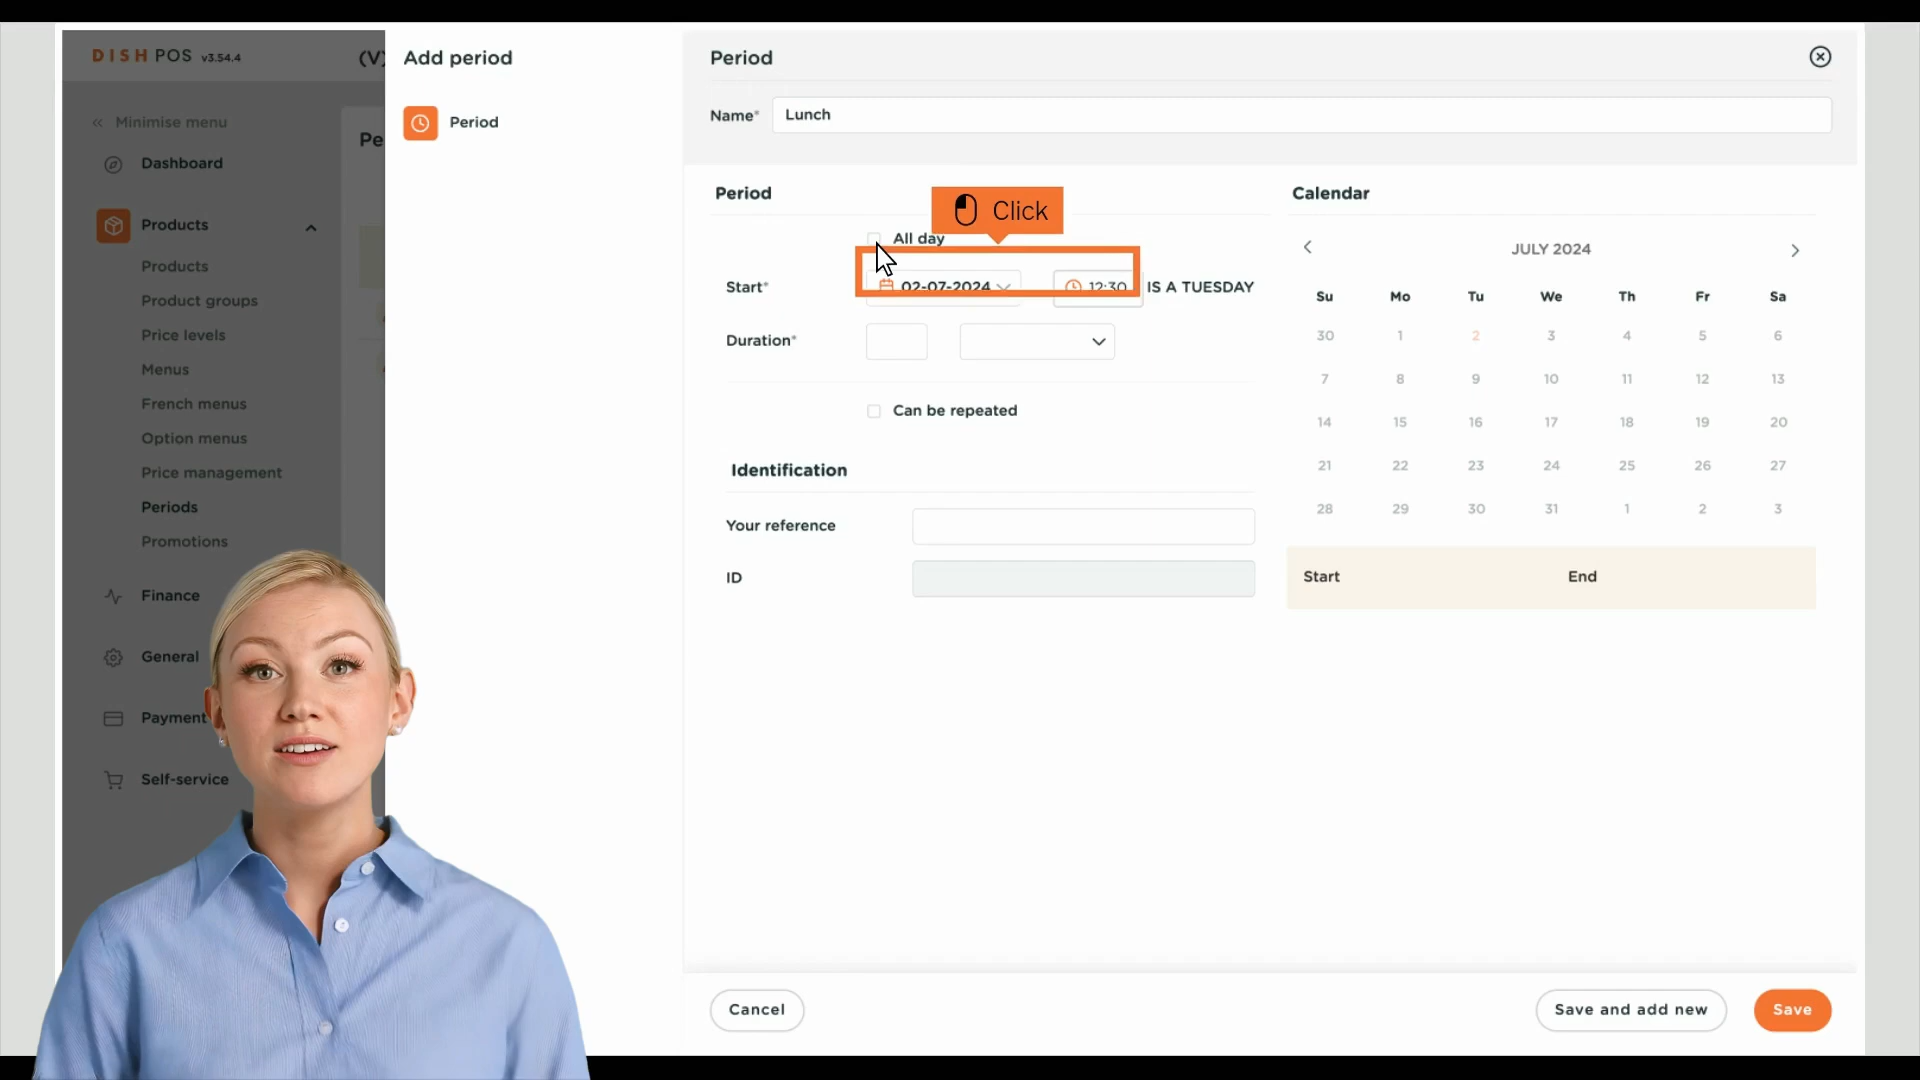 DISH POS v3.54.4
(V)
Minimise menu
Dashboard
Products
Products
Product groups
Price levels
Menus
French menus
Option menus
Price management
Periods
Promotions
Finance
General
Payment
Self-service
Pe
Add period
Period
Period
Name* Lunch
Period
Click
All day
Start* 02-07-2024 12:30 IS A TUESDAY
Duration*
Can be repeated
Identification
Your reference
ID
Calendar
JULY 2024
Su Mo Tu We Th Fr Sa
30 1 2 3 4 5 6
7 8 9 10 11 12 13
14 15 16 17 18 19 20
21 22 23 24 25 26 27
28 29 30 31 1 2 3
Start End
Cancel
Save and add new
Save